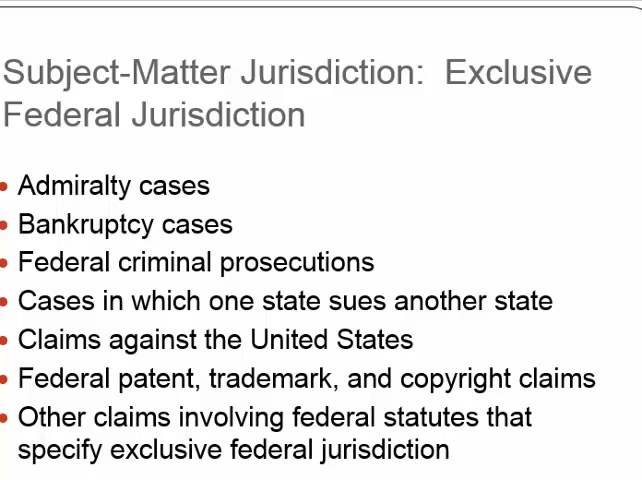 Subject-Matter Jurisdiction:  Exclusive
Federal Jurisdiction
• Admiralty cases
• Bankruptcy cases
• Federal criminal prosecutions
• Cases in which one state sues another state
• Claims against the United States
• Federal patent, trademark, and copyright claims
• Other claims involving federal statutes that
specify exclusive federal jurisdiction